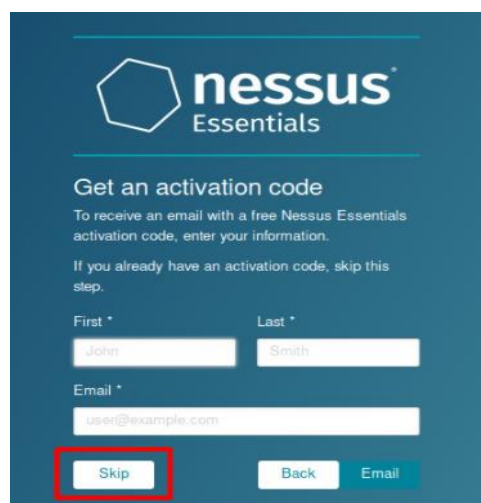 nessus
Essentials
Get an activation code
To receive an email with a free Nessus Essentials
activation code, enter your information.
If you already have an activation code, skip this
step.
First * Last *
John Smith
Email *
user@example.com
Skip Back Email